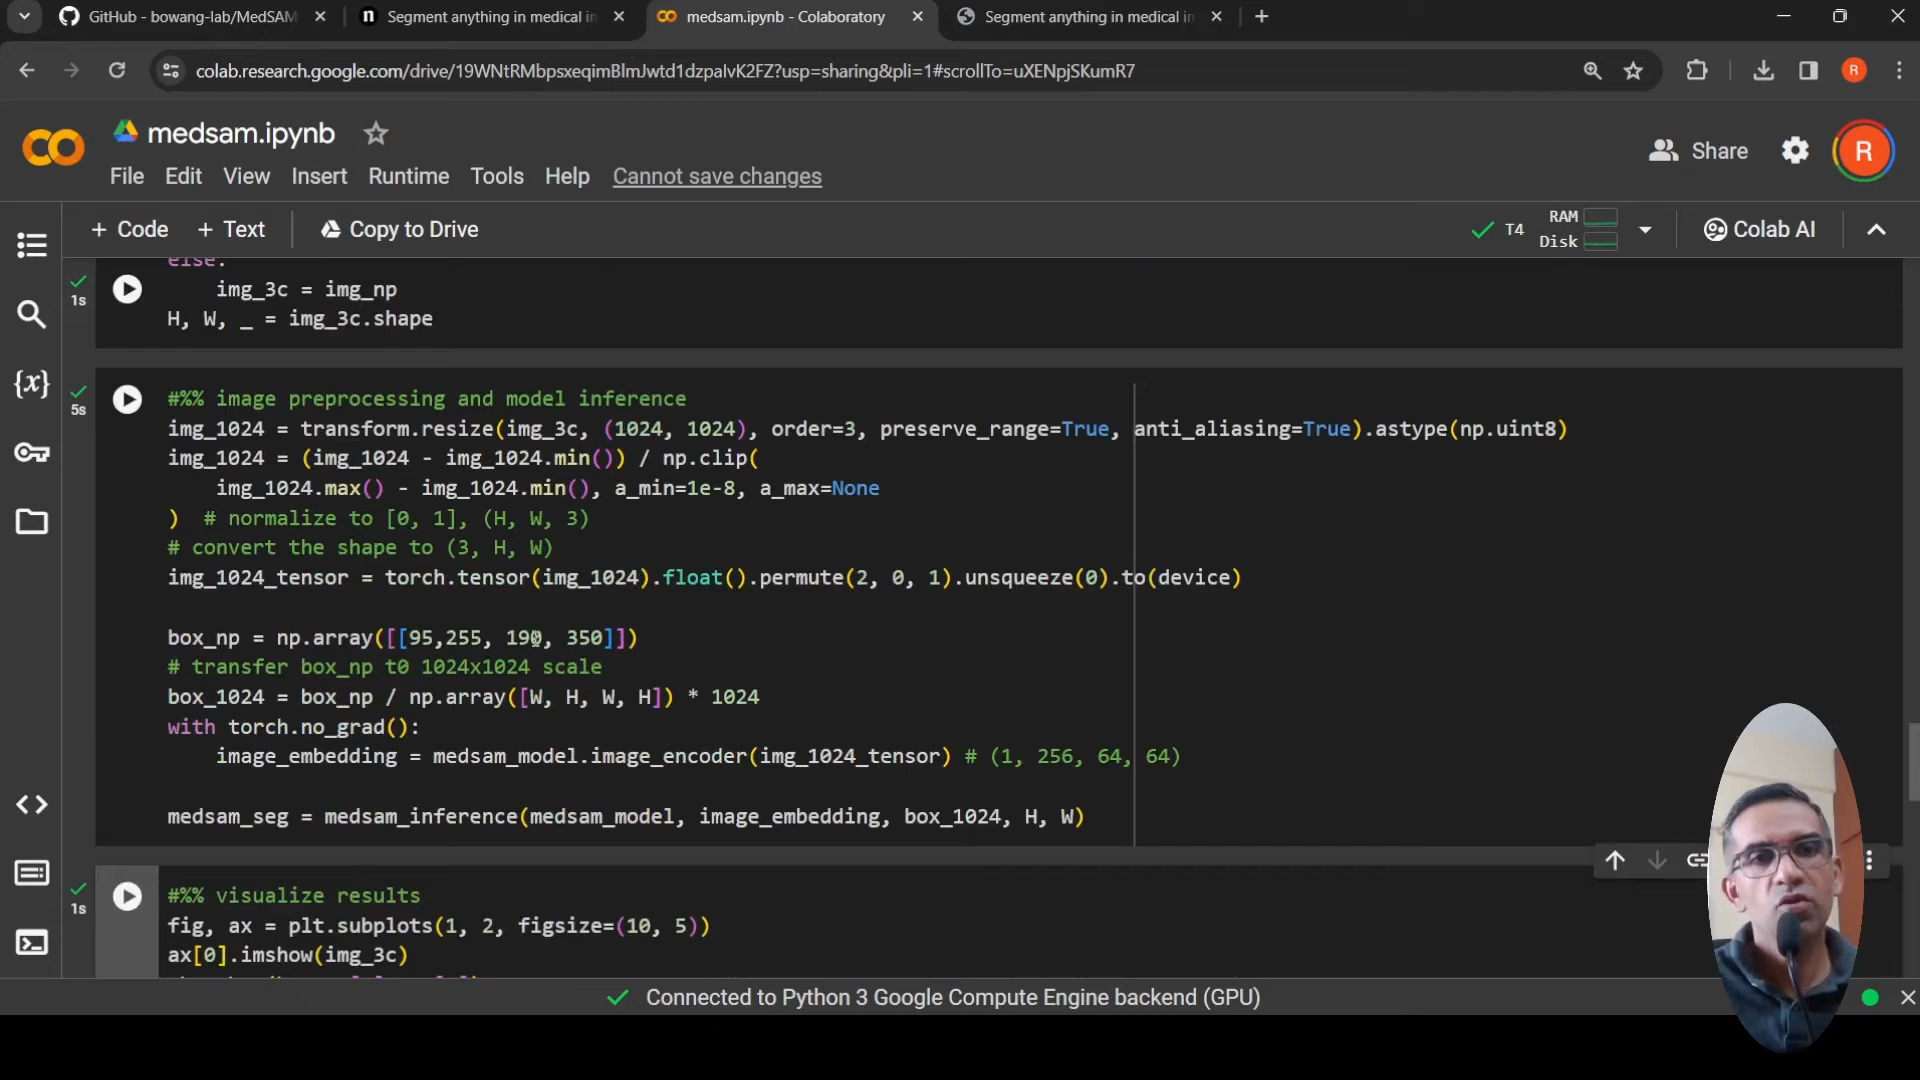 GitHub - bowang-lab/MedSAM
Segment anything in medical in
medsam.ipynb - Colaboratory
Segment anything in medical in
colab.research.google.com/drive/19WNtRMbpsxeqimBlmJwtd1dzpalvK2FZ?usp=sharing&pli=1#scrollTo=uXENpjSKumR7
R
medsam.ipynb
Share
R
File Edit View Insert Runtime Tools Help Cannot save changes
+ Code + Text Copy to Drive
T4
RAM
Disk
Colab AI
else:
1s
img_3c = img_np
H, W, _ = img_3c.shape
5s
#%% image preprocessing and model inference
img_1024 = transform.resize(img_3c, (1024, 1024), order=3, preserve_range=True, anti_aliasing=True).astype(np.uint8)
img_1024 = (img_1024 - img_1024.min()) / np.clip(
img_1024.max() - img_1024.min(), a_min=1e-8, a_max=None
) # normalize to [0, 1], (H, W, 3)
# convert the shape to (3, H, W)
img_1024_tensor = torch.tensor(img_1024).float().permute(2, 0, 1).unsqueeze(0).to(device)
box_np = np.array([[95,255, 190, 350]])
# transfer box_np t0 1024x1024 scale
box_1024 = box_np / np.array([W, H, W, H]) * 1024
with torch.no_grad():
image_embedding = medsam_model.image_encoder(img_1024_tensor) # (1, 256, 64, 64)
medsam_seg = medsam_inference(medsam_model, image_embedding, box_1024, H, W)
1s
#%% visualize results
fig, ax = plt.subplots(1, 2, figsize=(10, 5))
ax[0].imshow(img_3c)
Connected to Python 3 Google Compute Engine backend (GPU)